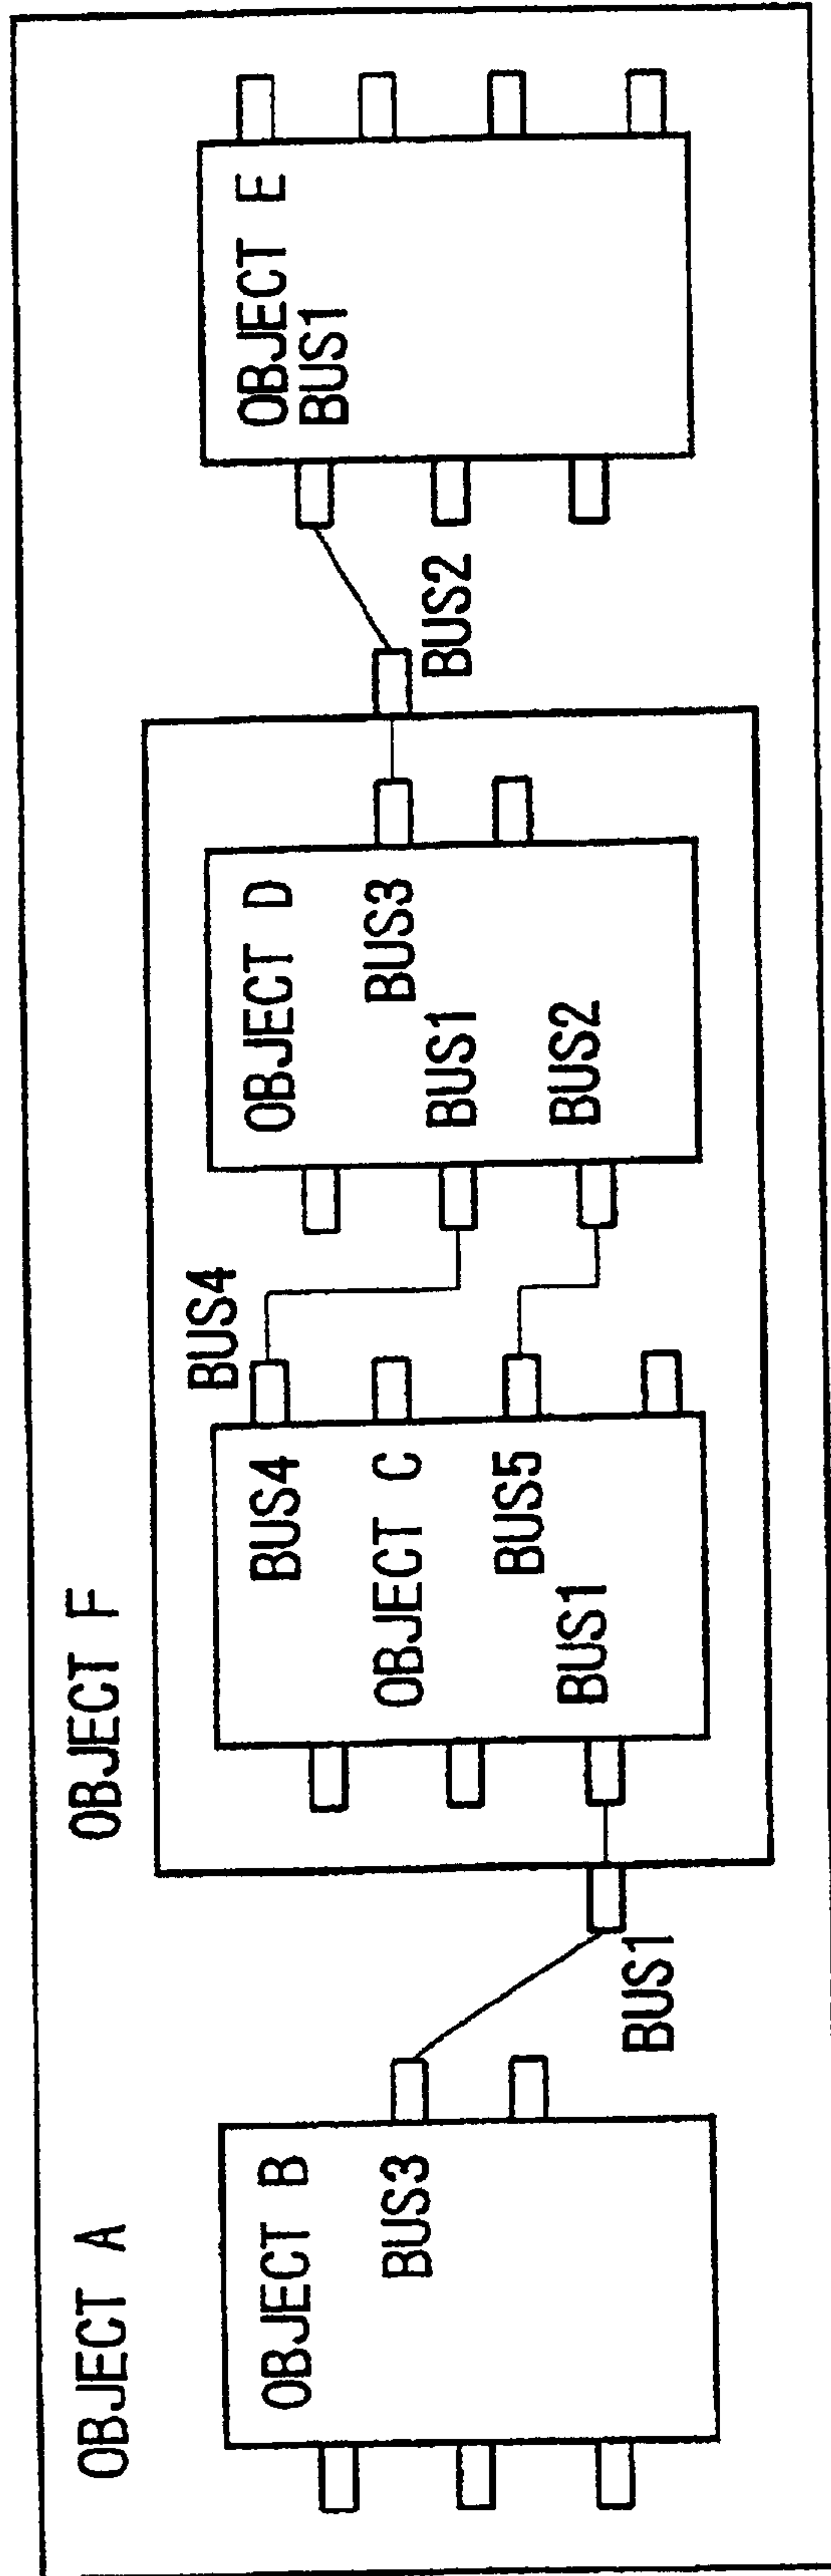 OBJECT A
OBJECT F
OBJECT B
BUS3
BUS1
BUS4
OBJECT C
BUS5
BUS1
BUS4
OBJECT D
BUS3
BUS1
BUS2
BUS2
OBJECT E
BUS1